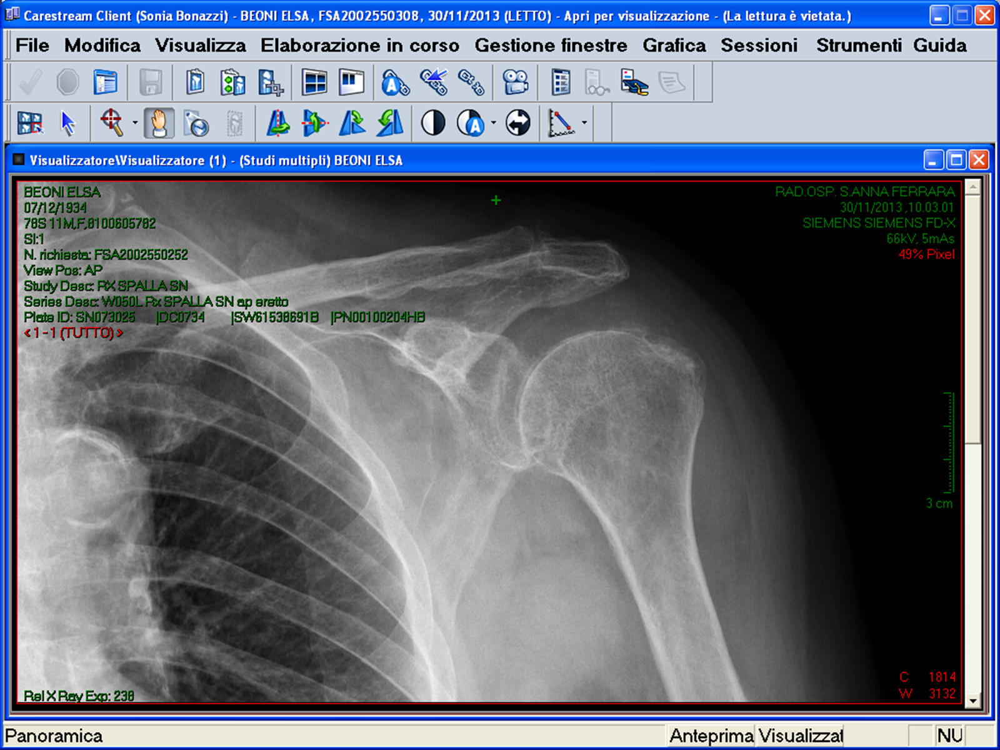 Carestream Client (Sonia Bonazzi) - BEONI ELSA, FSA2002550308, 30/11/2013 (LETTO) - Apri per visualizzazione - (La lettura è vietata.)
File Modifica Visualizza Elaborazione in corso Gestione finestre Grafica Sessioni Strumenti Guida
Visualizzatore\Visualizzatore (1) - (Studi multipli) BEONI ELSA
BEONI ELSA
07/12/1934
78S 11M,F,8100605782
SI:1
N. richiesta: FSA2002550252
View Pos: AP
Study Desc: RX SPALLA SN
Series Desc: W050L Rx SPALLA SN ap eretto
Plate ID: SN073025 |DC0734 |SW61538691B |PN00100204HB
<1 - 1 (TUTTO) >
RAD.OSP. S.ANNA FERRARA
30/11/2013 ,10.03.01
SIEMENS SIEMENS FD-X
66kV, 5mAs
49% Pixel
3 cm
Rel X Ray Exp: 238
C 1814
W 3132
Panoramica Anteprima Visualizzat NU